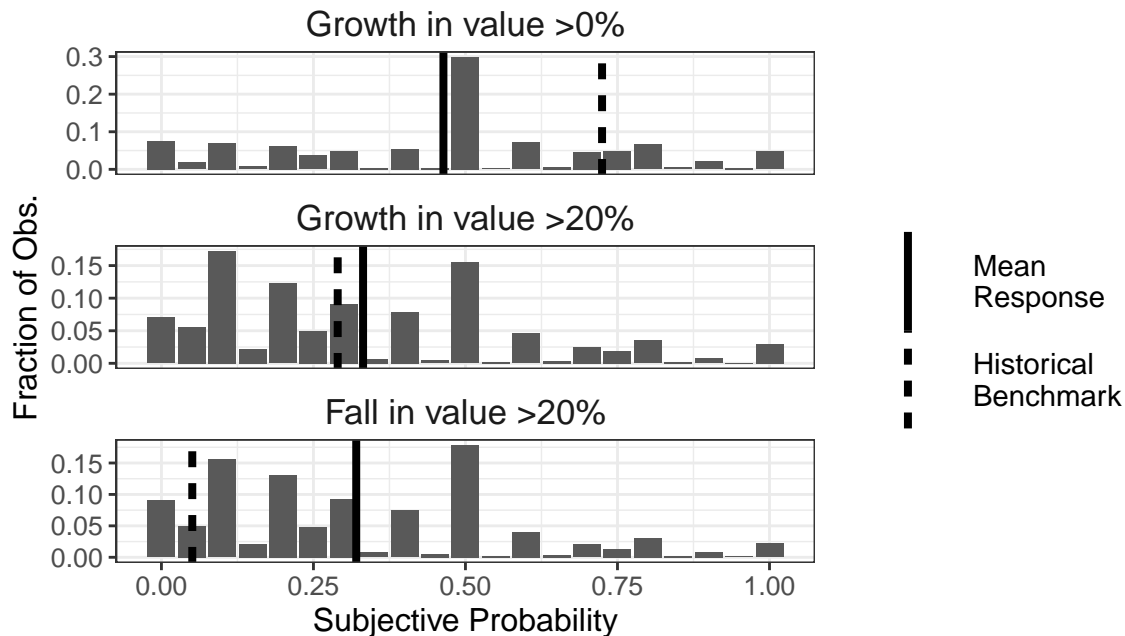 Growth in value >0%
0.3
0.2
0.1
0.0
Growth in value >20%
0.15
0.10
0.05
0.00
Fall in value >20%
0.15
0.10
0.05
0.00
0.00 0.25 0.50 0.75 1.00
Subjective Probability
Fraction of Obs.
Mean
Response
Historical
Benchmark